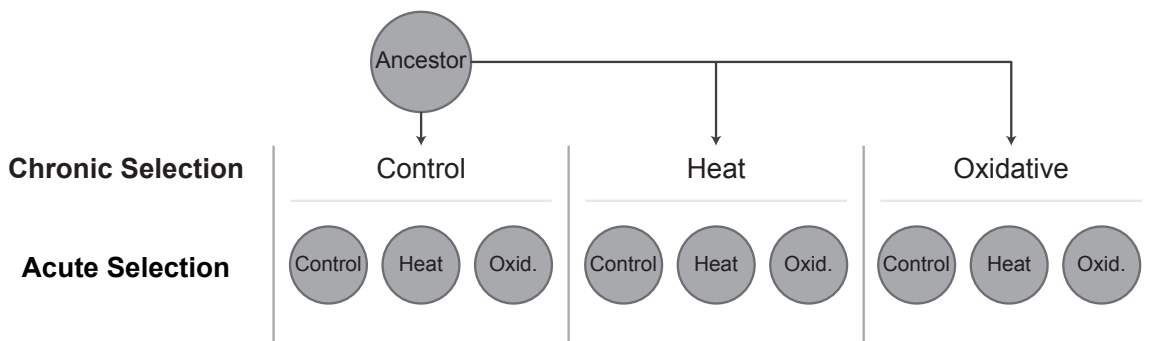 Ancestor
Chronic Selection Control Heat Oxidative
Acute Selection Control Heat Oxid. Control Heat Oxid. Control Heat Oxid.